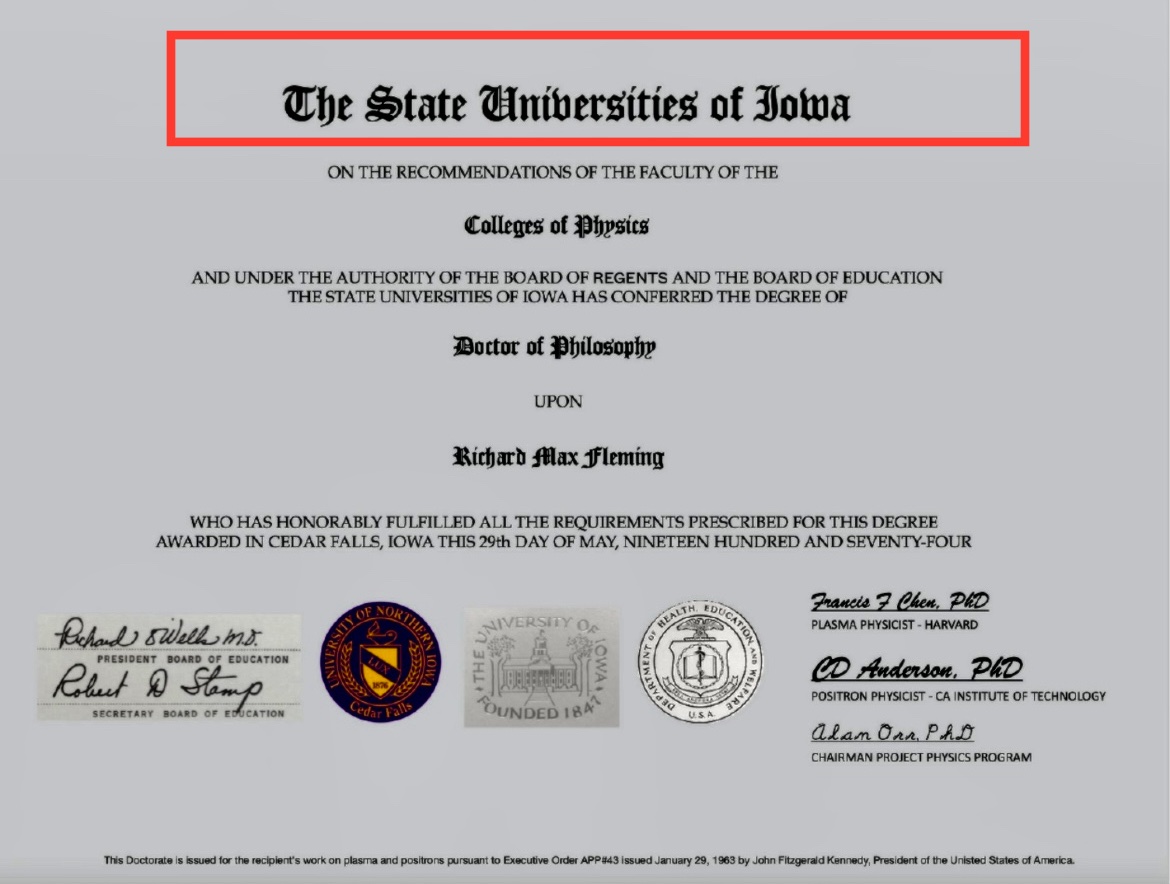 The State Universities of Iowa
ON THE RECOMMENDATIONS OF THE FACULTY OF THE
Colleges of Physics
AND UNDER THE AUTHORITY OF THE BOARD OF REGENTS AND THE BOARD OF EDUCATION
THE STATE UNIVERSITIES OF IOWA HAS CONFERRED THE DEGREE OF
Doctor of Philosophy
UPON
Richard Max Fleming
WHO HAS HONORABLY FULFILLED ALL THE REQUIREMENTS PRESCRIBED FOR THIS DEGREE
AWARDED IN CEDAR FALLS, IOWA THIS 29th DAY OF MAY, NINETEEN HUNDRED AND SEVENTY-FOUR
Richard S Wells M.D.
PRESIDENT BOARD OF EDUCATION
Robert D Stamp
SECRETARY BOARD OF EDUCATION
UNIVERSITY OF NORTHERN IOWA
LUX
1876
Cedar Falls
THE UNIVERSITY OF IOWA
FOUNDED 1847
DEPARTMENT OF HEALTH, EDUCATION, AND WELFARE
U.S.A.
Francis F Chen, PhD
PLASMA PHYSICIST - HARVARD
CD Anderson, PhD
POSITRON PHYSICIST - CA INSTITUTE OF TECHNOLOGY
Alan Orr, PhD
CHAIRMAN PROJECT PHYSICS PROGRAM
This Doctorate is issued for the recipient's work on plasma and positrons pursuant to Executive Order APP#43 issued January 29, 1963 by John Fitzgerald Kennedy, President of the Unisted States of America.